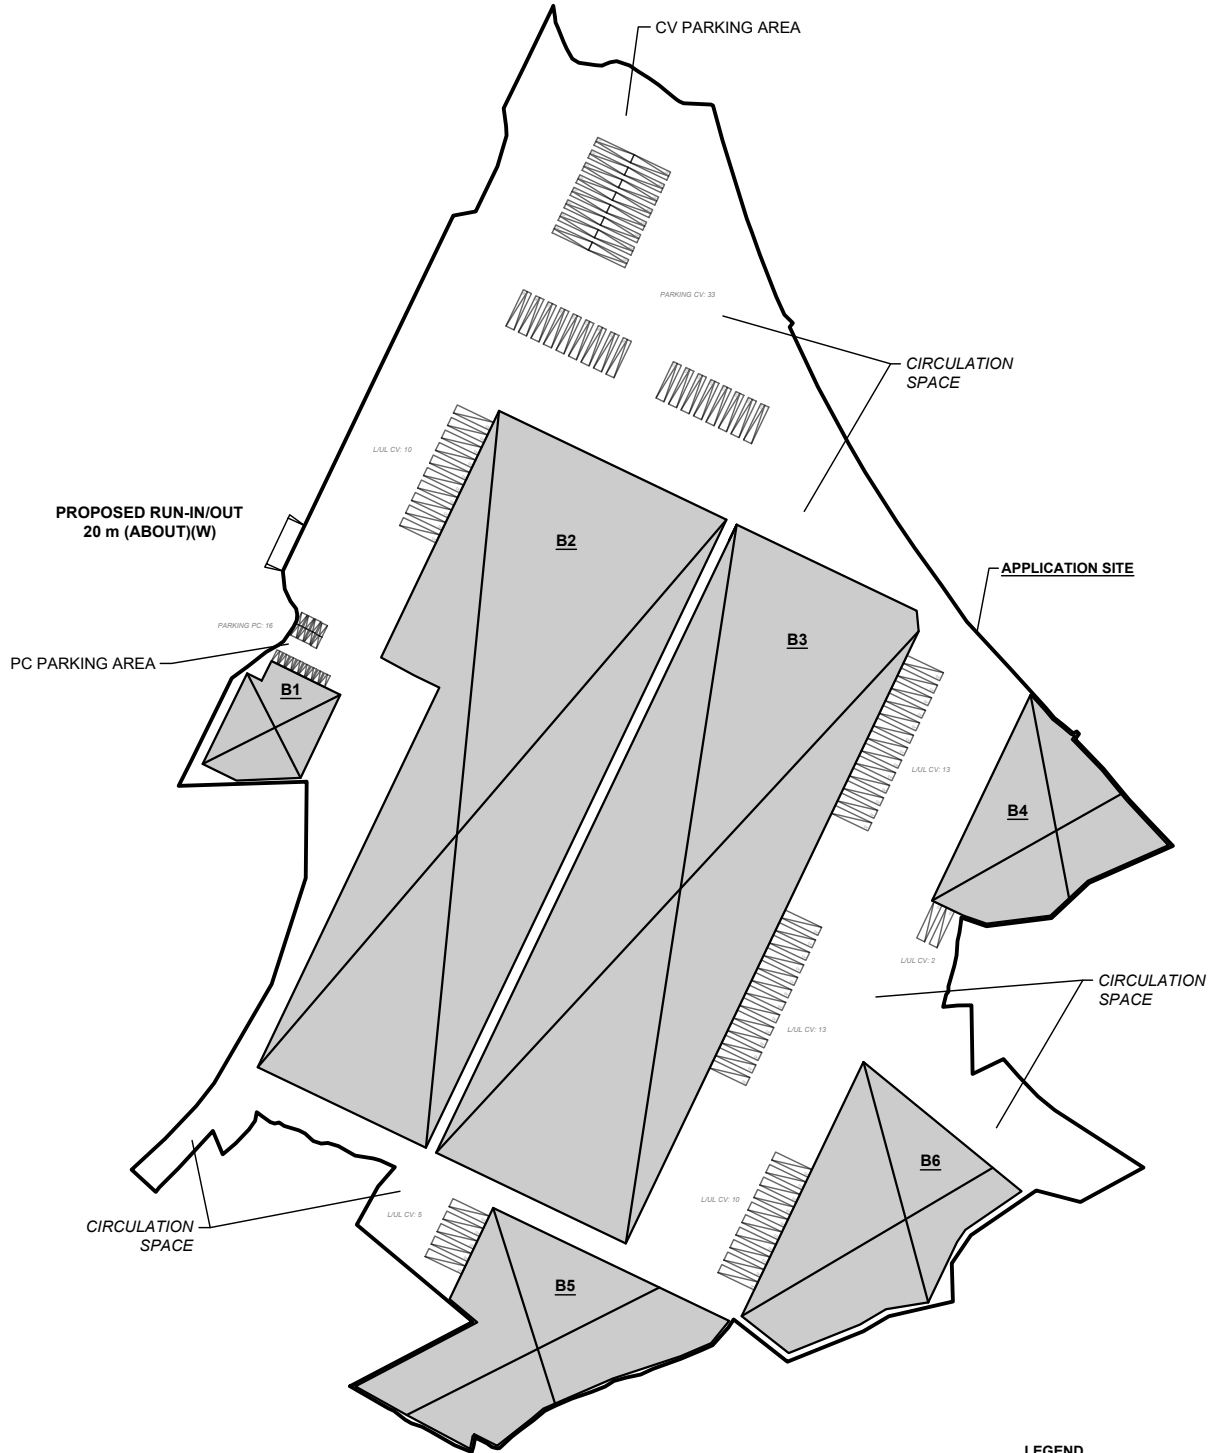 CV PARKING AREA
PARKING CV: 33
CIRCULATION
SPACE
L/UL CV: 10
PROPOSED RUN-IN/OUT
20 m (ABOUT)(W)
B2
APPLICATION SITE
PARKING PC: 16
B3
PC PARKING AREA
B1
L/UL CV: 13
B4
L/UL CV: 2
CIRCULATION
SPACE
L/UL CV: 13
B6
L/UL CV: 10
L/UL CV: 5
CIRCULATION
SPACE
B5
LEGEND